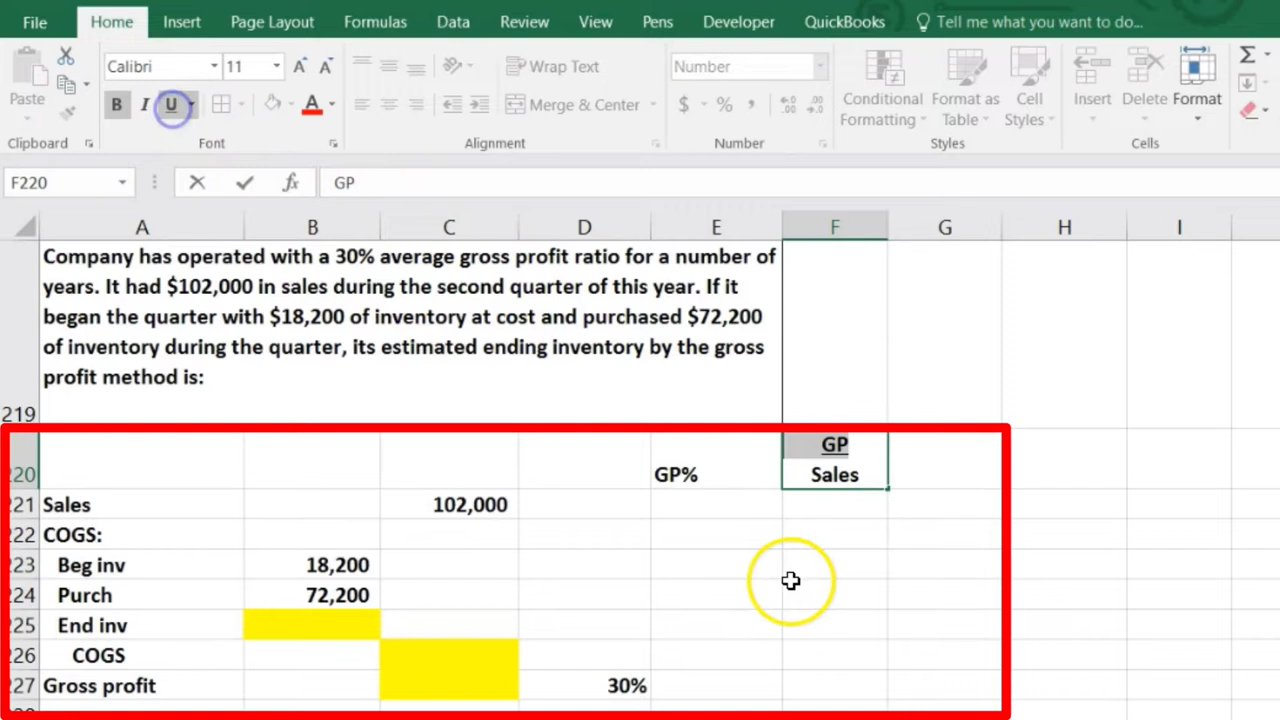 File Home Insert Page Layout Formulas Data Review View Pens Developer QuickBooks Tell me what you want to do...
Calibri 11 A A Wrap Text Number
Paste B I U A Merge & Center $ % , Conditional Formatting Format as Table Cell Styles Insert Delete Format
Clipboard Font Alignment Number Styles Cells
F220 fx GP
A B C D E F G H I
Company has operated with a 30% average gross profit ratio for a number of
years. It had $102,000 in sales during the second quarter of this year. If it
began the quarter with $18,200 of inventory at cost and purchased $72,200
of inventory during the quarter, its estimated ending inventory by the gross
profit method is:
219
GP
220 GP% Sales
221 Sales 102,000
222 COGS:
223 Beg inv 18,200
224 Purch 72,200
225 End inv
226 COGS
227 Gross profit 30%